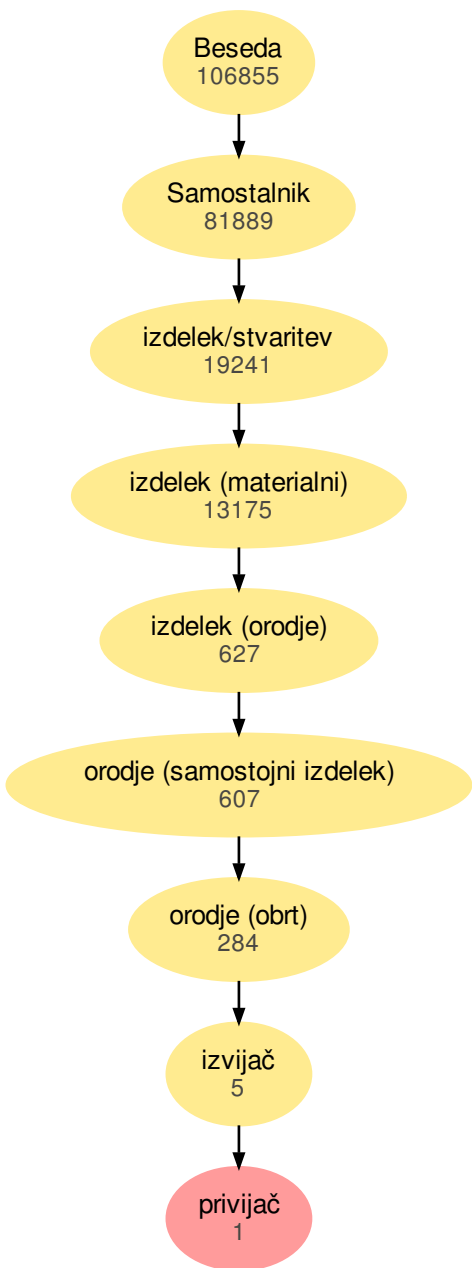 Beseda
106855
Samostalnik
81889
izdelek/stvaritev
19241
izdelek (materialni)
13175
izdelek (orodje)
627
orodje (samostojni izdelek)
607
orodje (obrt)
284
izvijač
5
privijač
1